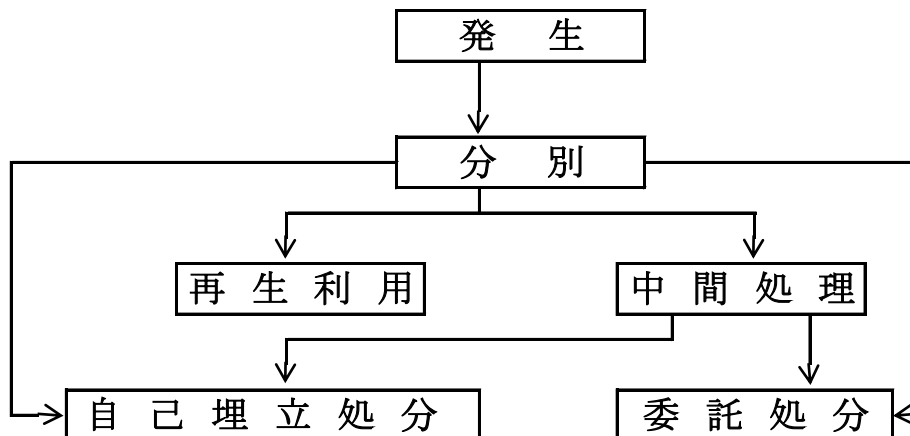 発生
分別
再生利用
中間処理
自己埋立処分
委託処分